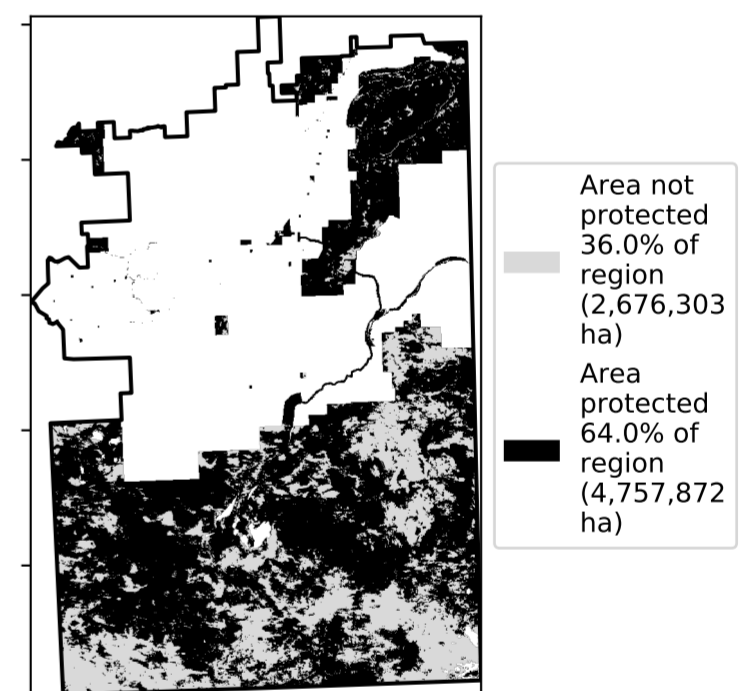 Area not
protected
36.0% of
region
(2,676,303
ha)
Area
protected
64.0% of
region
(4,757,872
ha)